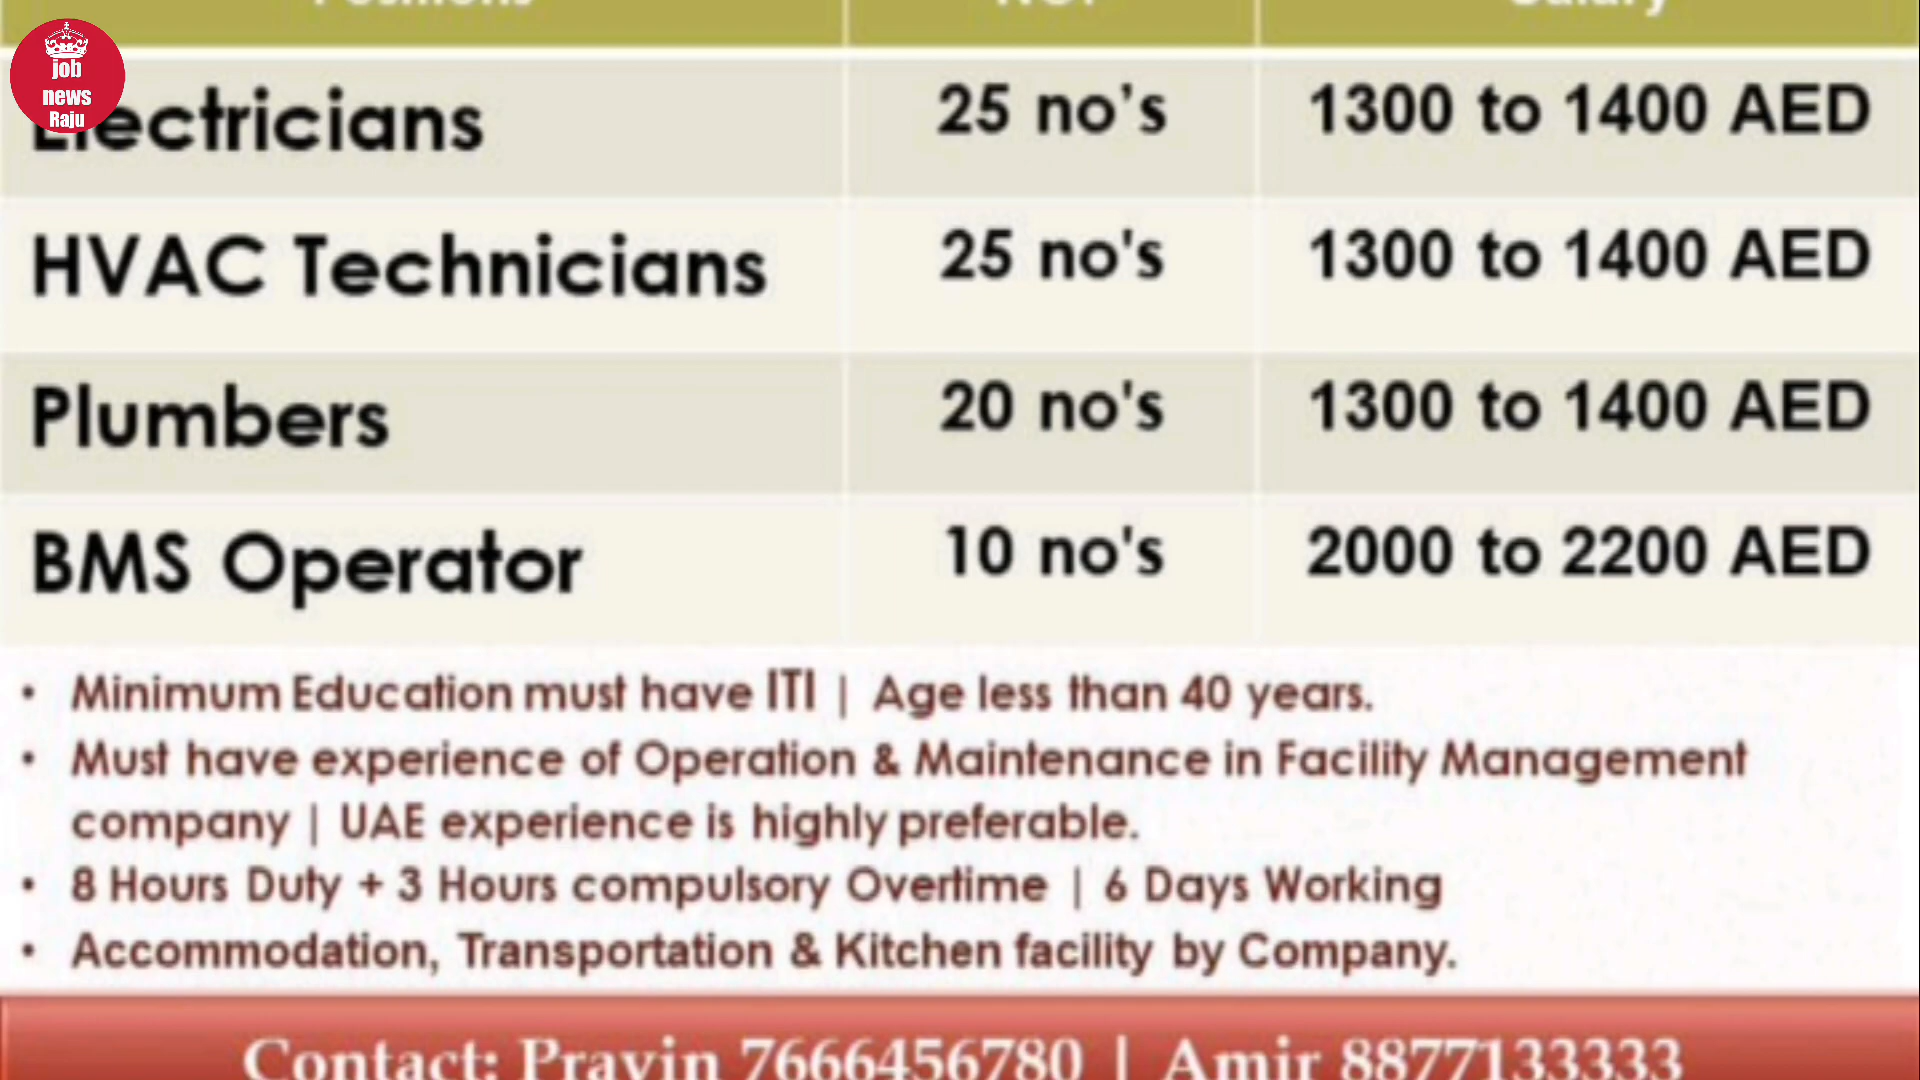 Positions NO. Salary
job
news
Raju
Electricians 25 no's 1300 to 1400 AED
HVAC Technicians 25 no's 1300 to 1400 AED
Plumbers 20 no's 1300 to 1400 AED
BMS Operator 10 no's 2000 to 2200 AED
• Minimum Education must have ITI | Age less than 40 years.
• Must have experience of Operation & Maintenance in Facility Management
company | UAE experience is highly preferable.
• 8 Hours Duty + 3 Hours compulsory Overtime | 6 Days Working
• Accommodation, Transportation & Kitchen facility by Company.
Contact: Pravin 7666456780 | Amir 8877133333